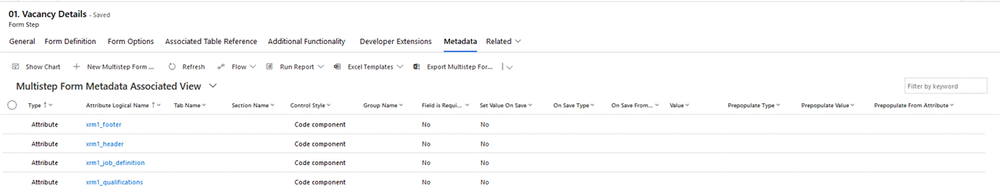 01. Vacancy Details - Saved
Form Step
General Form Definition Form Options Associated Table Reference Additional Functionality Developer Extensions Metadata Related
Show Chart New Multistep Form ... Refresh Flow Run Report Excel Templates Export Multistep For...
Multistep Form Metadata Associated View Filter by keyword
Type Attribute Logical Name Tab Name Section Name Control Style Group Name Field is Requi... Set Value On Save On Save Type On Save From... Value Prepopulate Type Prepopulate Value Prepopulate From Attribute
Attribute xrm1_footer Code component No No
Attribute xrm1_header Code component No No
Attribute xrm1_job_definition Code component No No
Attribute xrm1_qualifications Code component No No